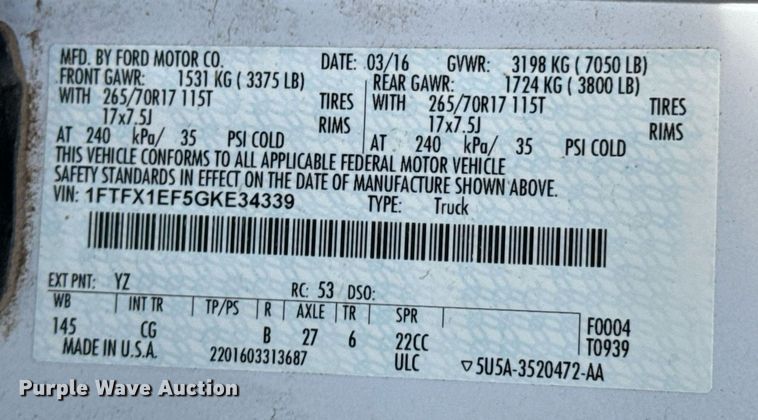 MFD. BY FORD MOTOR CO. DATE: 03/16 GVWR: 3198 KG ( 7050 LB)
FRONT GAWR: 1531 KG ( 3375 LB) REAR GAWR: 1724 KG ( 3800 LB)
WITH 265/70R17 115T TIRES WITH 265/70R17 115T TIRES
17x7.5J RIMS 17x7.5J RIMS
AT 240 kPa/ 35 PSI COLD AT 240 kPa/ 35 PSI COLD
THIS VEHICLE CONFORMS TO ALL APPLICABLE FEDERAL MOTOR VEHICLE
SAFETY STANDARDS IN EFFECT ON THE DATE OF MANUFACTURE SHOWN ABOVE.
VIN: 1FTFX1EF5GKE34339 TYPE: Truck
EXT PNT: YZ RC: 53 DSO:
WB INT TR TP/PS R AXLE TR SPR F0004
145 CG B 27 6 22CC T0939
MADE IN U.S.A. 2201603313687 ULC ▽5U5A-3520472-AA
Purple Wave Auction